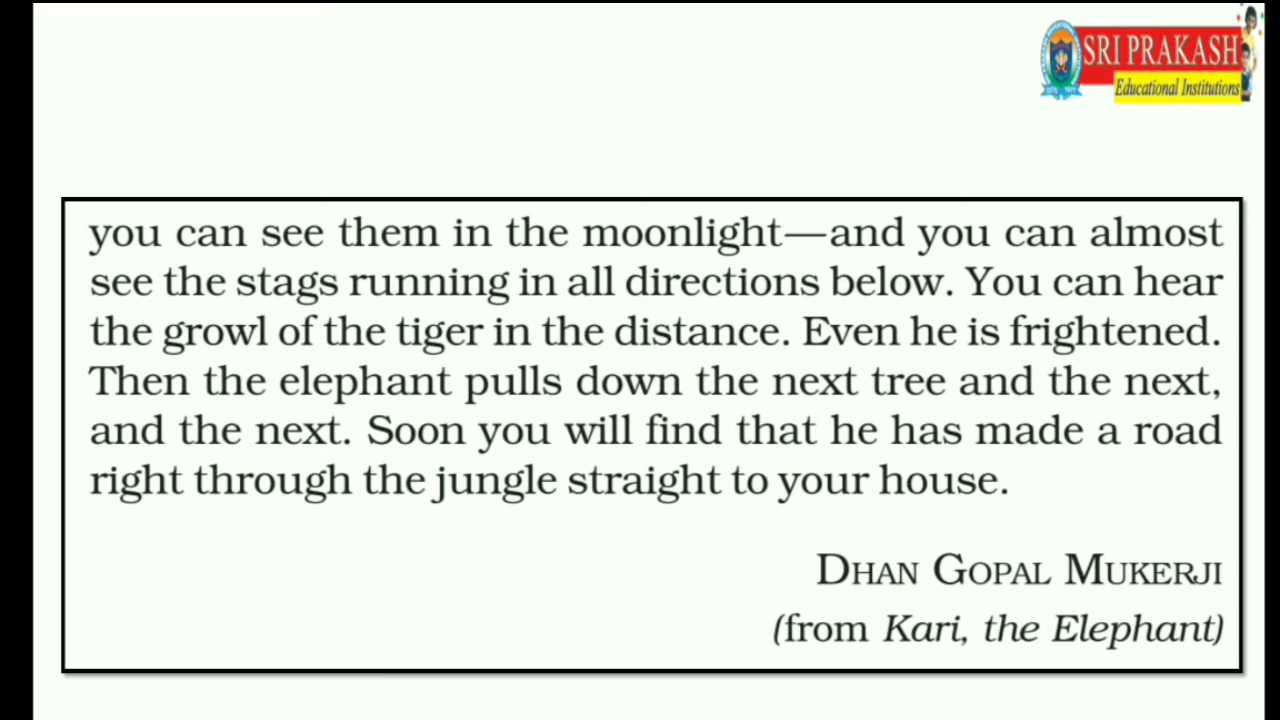 SRI PRAKASH
Educational Institutions
you can see them in the moonlight—and you can almost
see the stags running in all directions below. You can hear
the growl of the tiger in the distance. Even he is frightened.
Then the elephant pulls down the next tree and the next,
and the next. Soon you will find that he has made a road
right through the jungle straight to your house.
DHAN GOPAL MUKERJI
(from Kari, the Elephant)